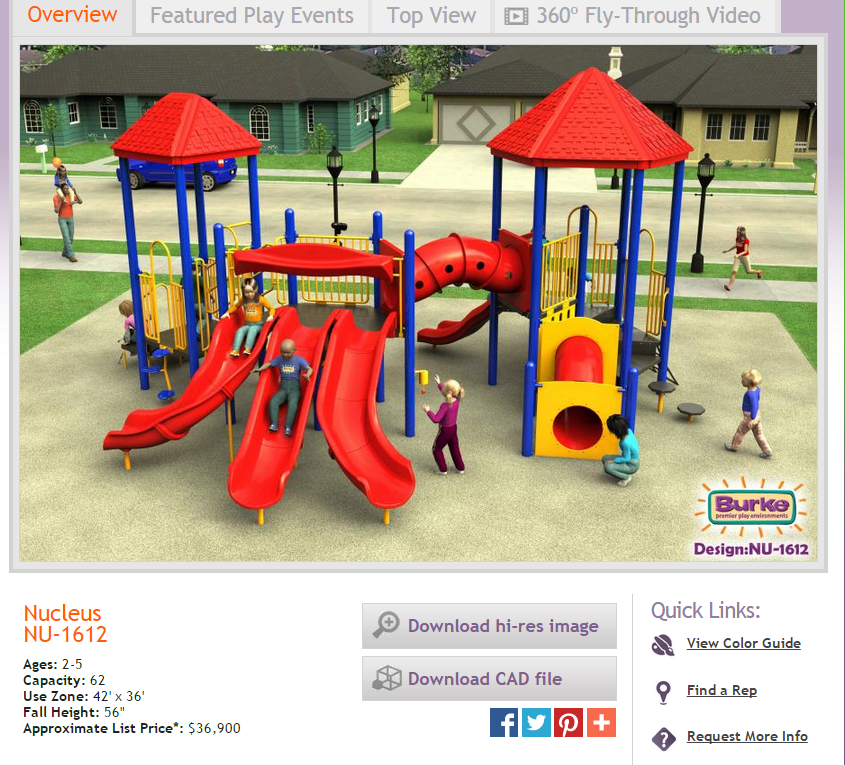 Overview
Featured Play Events
Top View
360º Fly-Through Video
Burke
premier play environments
Design:NU-1612
Nucleus
NU-1612
Ages: 2-5
Capacity: 62
Use Zone: 42' x 36'
Fall Height: 56"
Approximate List Price*: $36,900
Download hi-res image
Download CAD file
Quick Links:
View Color Guide
Find a Rep
Request More Info